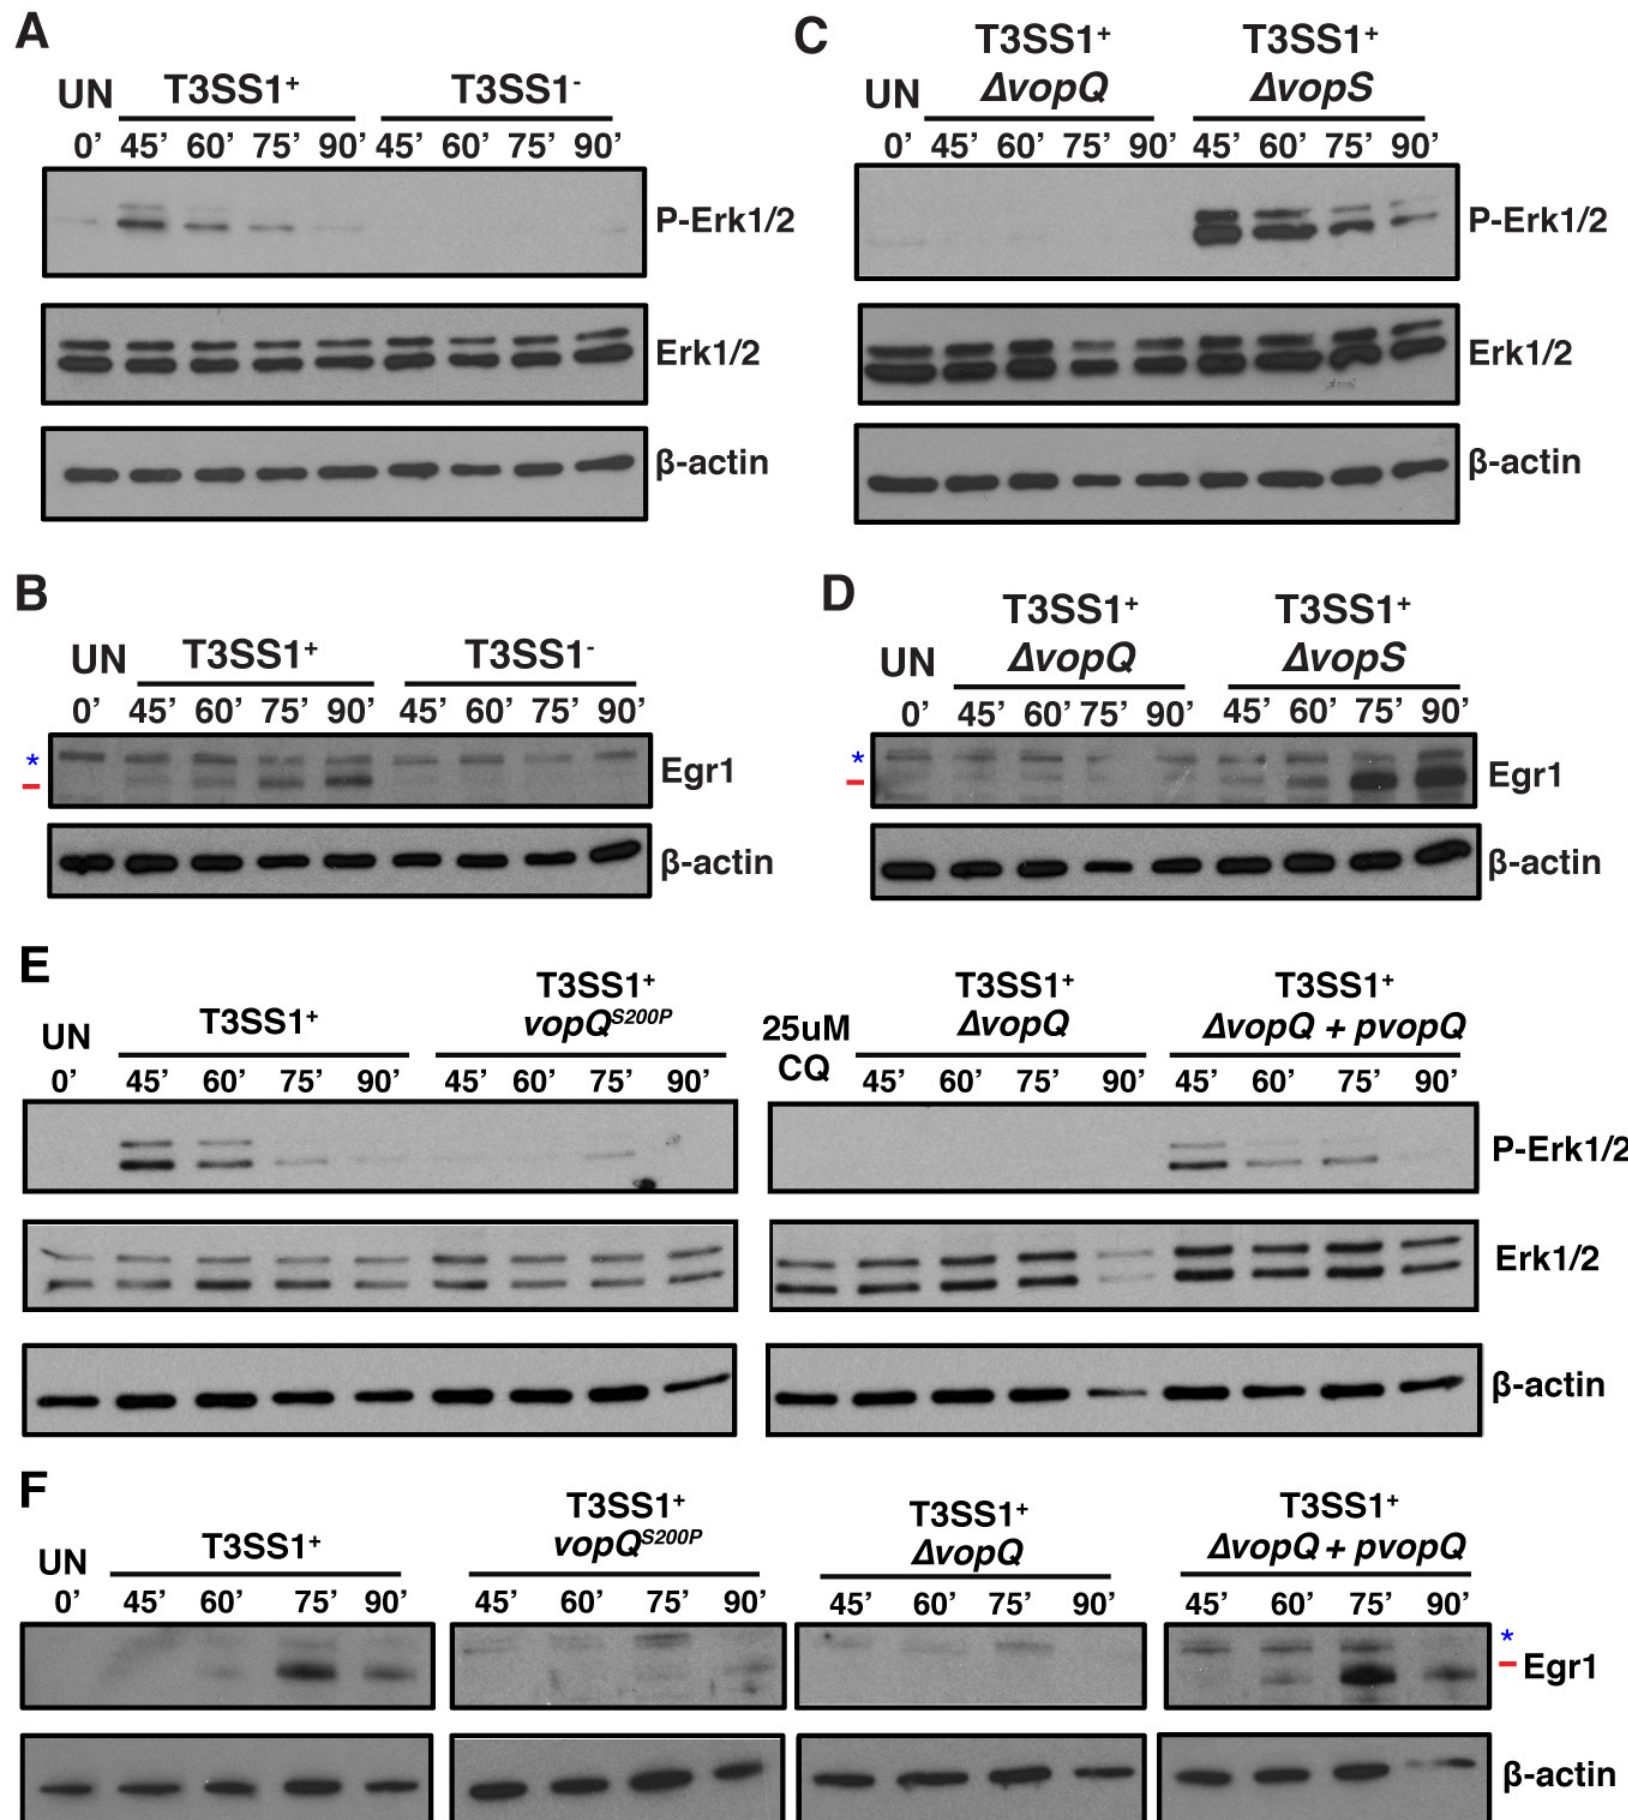 A
UN T3SS1⁺ T3SS1⁻
0’ 45’ 60’ 75’ 90’ 45’ 60’ 75’ 90’
P-Erk1/2
Erk1/2
β-actin
C
T3SS1⁺ T3SS1⁺
UN ΔvopQ ΔvopS
0’ 45’ 60’ 75’ 90’ 45’ 60’ 75’ 90’
P-Erk1/2
Erk1/2
β-actin
B
UN T3SS1⁺ T3SS1⁻
0’ 45’ 60’ 75’ 90’ 45’ 60’ 75’ 90’
* Egr1
β-actin
D
T3SS1⁺ T3SS1⁺
UN ΔvopQ ΔvopS
0’ 45’ 60’ 75’ 90’ 45’ 60’ 75’ 90’
* Egr1
β-actin
E
T3SS1⁺ T3SS1⁺ T3SS1⁺
UN T3SS1⁺ vopQS200P 25uM ΔvopQ ΔvopQ + pvopQ
CQ
0’ 45’ 60’ 75’ 90’ 45’ 60’ 75’ 90’ 45’ 60’ 75’ 90’ 45’ 60’ 75’ 90’
P-Erk1/2
Erk1/2
β-actin
F
T3SS1⁺ T3SS1⁺ T3SS1⁺
UN T3SS1⁺ vopQS200P ΔvopQ ΔvopQ + pvopQ
0’ 45’ 60’ 75’ 90’ 45’ 60’ 75’ 90’ 45’ 60’ 75’ 90’ 45’ 60’ 75’ 90’
*
Egr1
β-actin